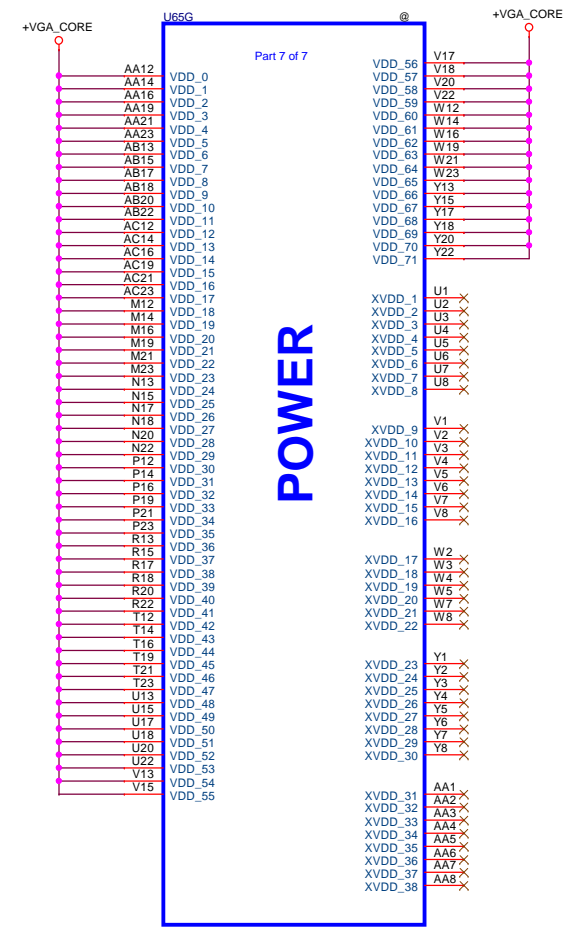 U65G @
+VGA_CORE
+VGA_CORE
Part 7 of 7
POWER
AA12 VDD_0
AA14 VDD_1
AA16 VDD_2
AA19 VDD_3
AA21 VDD_4
AA23 VDD_5
AB13 VDD_6
AB15 VDD_7
AB17 VDD_8
AB18 VDD_9
AB20 VDD_10
AB22 VDD_11
AC12 VDD_12
AC14 VDD_13
AC16 VDD_14
AC19 VDD_15
AC21 VDD_16
AC23 VDD_17
M12 VDD_18
M14 VDD_19
M16 VDD_20
M19 VDD_21
M21 VDD_22
M23 VDD_23
N13 VDD_24
N15 VDD_25
N17 VDD_26
N18 VDD_27
N20 VDD_28
N22 VDD_29
P12 VDD_30
P14 VDD_31
P16 VDD_32
P19 VDD_33
P21 VDD_34
P23 VDD_35
R13 VDD_36
R15 VDD_37
R17 VDD_38
R18 VDD_39
R20 VDD_40
R22 VDD_41
T12 VDD_42
T14 VDD_43
T16 VDD_44
T19 VDD_45
T21 VDD_46
T23 VDD_47
U13 VDD_48
U15 VDD_49
U17 VDD_50
U18 VDD_51
U20 VDD_52
U22 VDD_53
V13 VDD_54
V15 VDD_55
VDD_56 V17
VDD_57 V18
VDD_58 V20
VDD_59 V22
VDD_60 W12
VDD_61 W14
VDD_62 W16
VDD_63 W19
VDD_64 W21
VDD_65 W23
VDD_66 Y13
VDD_67 Y15
VDD_68 Y17
VDD_69 Y18
VDD_70 Y20
VDD_71 Y22
XVDD_1 U1
XVDD_2 U2
XVDD_3 U3
XVDD_4 U4
XVDD_5 U5
XVDD_6 U6
XVDD_7 U7
XVDD_8 U8
XVDD_9 V1
XVDD_10 V2
XVDD_11 V3
XVDD_12 V4
XVDD_13 V5
XVDD_14 V6
XVDD_15 V7
XVDD_16 V8
XVDD_17 W2
XVDD_18 W3
XVDD_19 W4
XVDD_20 W5
XVDD_21 W7
XVDD_22 W8
XVDD_23 Y1
XVDD_24 Y2
XVDD_25 Y3
XVDD_26 Y4
XVDD_27 Y5
XVDD_28 Y6
XVDD_29 Y7
XVDD_30 Y8
XVDD_31 AA1
XVDD_32 AA2
XVDD_33 AA3
XVDD_34 AA4
XVDD_35 AA5
XVDD_36 AA6
XVDD_37 AA7
XVDD_38 AA8